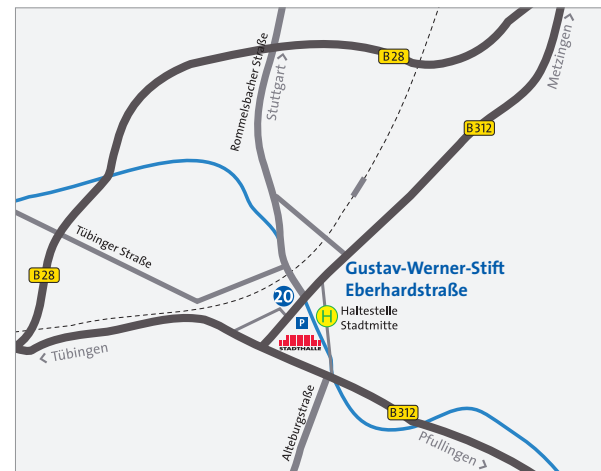 Metzingen >
B28
Rommelsbacher Straße
Stuttgart >
B312
Tübinger Straße
B28
Gustav-Werner-Stift
Eberhardstraße
20
H
Haltestelle
Stadtmitte
P
STADTHALLE
< Tübingen
Alteburgstraße
B312
Pfullingen >